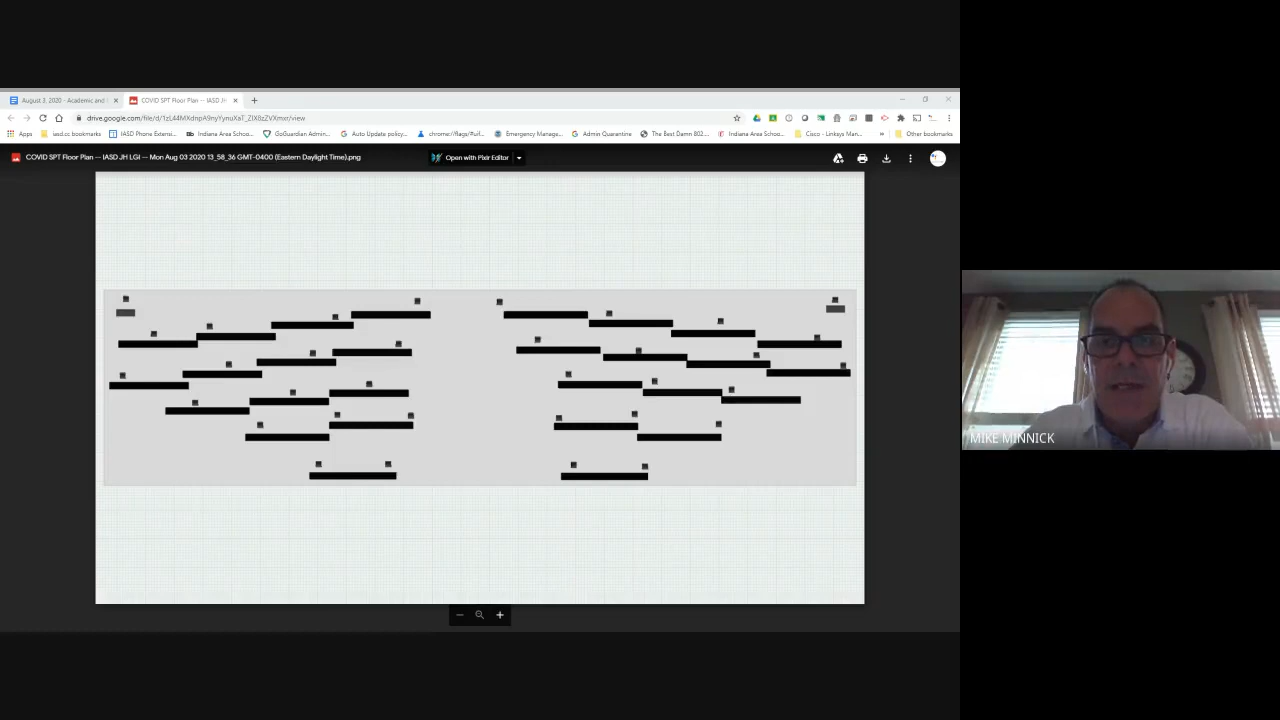 August 3, 2020 - Academic and
COVID SPT Floor Plan -- IASD JH
drive.google.com/file/d/1zL44MXdnpA9nyYynuXaT_ZIX8zZVXmxr/view
Apps
iasd.cc bookmarks
IASD Phone Extensi...
Indiana Area Schoo...
GoGuardian Admin...
Auto Update policy...
chrome://flags/#unif...
Emergency Manage...
Admin Quarantine
The Best Damn 802....
Indiana Area Schoo...
Cisco - Linksys Man...
»
Other bookmarks
COVID SPT Floor Plan -- IASD JH LGI -- Mon Aug 03 2020 13_58_36 GMT-0400 (Eastern Daylight Time).png
Open with Pixlr Editor
MIKE MINNICK